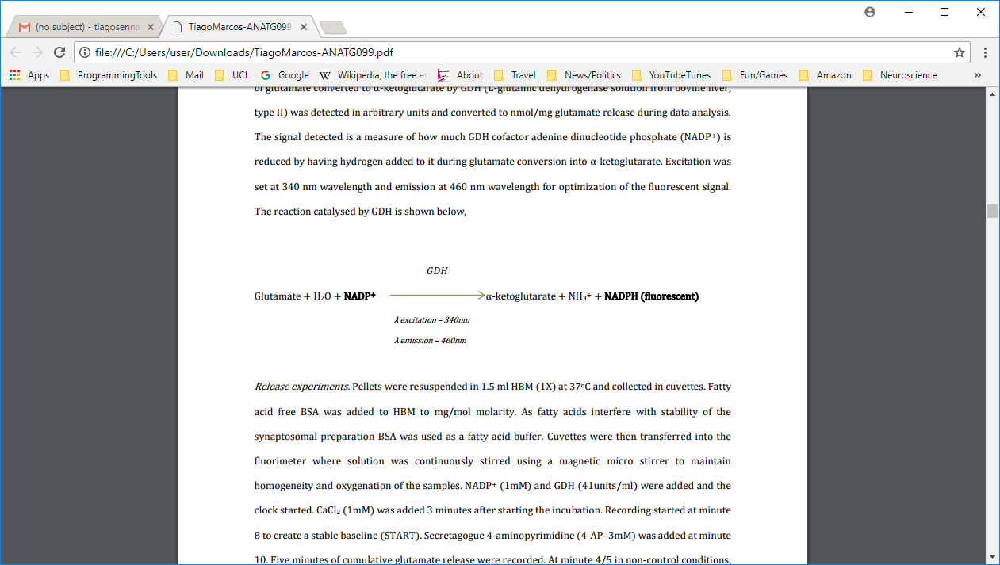 (no subject) - tiagosenna
TiagoMarcos-ANATG099
file:///C:/Users/user/Downloads/TiagoMarcos-ANATG099.pdf
Apps ProgrammingTools Mail UCL Google W Wikipedia, the free er About Travel News/Politics YouTubeTunes Fun/Games Amazon Neuroscience »
of glutamate converted to α-ketoglutarate by GDH (L-glutamic dehydrogenase solution from bovine liver,
type II) was detected in arbitrary units and converted to nmol/mg glutamate release during data analysis.
The signal detected is a measure of how much GDH cofactor adenine dinucleotide phosphate (NADP⁺) is
reduced by having hydrogen added to it during glutamate conversion into α-ketoglutarate. Excitation was
set at 340 nm wavelength and emission at 460 nm wavelength for optimization of the fluorescent signal.
The reaction catalysed by GDH is shown below,
GDH
Glutamate + H₂O + NADP⁺ → α-ketoglutarate + NH₃⁺ + NADPH (fluorescent)
λ excitation – 340nm
λ emission – 460nm
Release experiments. Pellets were resuspended in 1.5 ml HBM (1X) at 37ºC and collected in cuvettes. Fatty
acid free BSA was added to HBM to mg/mol molarity. As fatty acids interfere with stability of the
synaptosomal preparation BSA was used as a fatty acid buffer. Cuvettes were then transferred into the
fluorimeter where solution was continuously stirred using a magnetic micro stirrer to maintain
homogeneity and oxygenation of the samples. NADP⁺ (1mM) and GDH (41units/ml) were added and the
clock started. CaCl₂ (1mM) was added 3 minutes after starting the incubation. Recording started at minute
8 to create a stable baseline (START). Secretagogue 4-aminopyrimidine (4-AP–3mM) was added at minute
10. Five minutes of cumulative glutamate release were recorded. At minute 4/5 in non-control conditions,